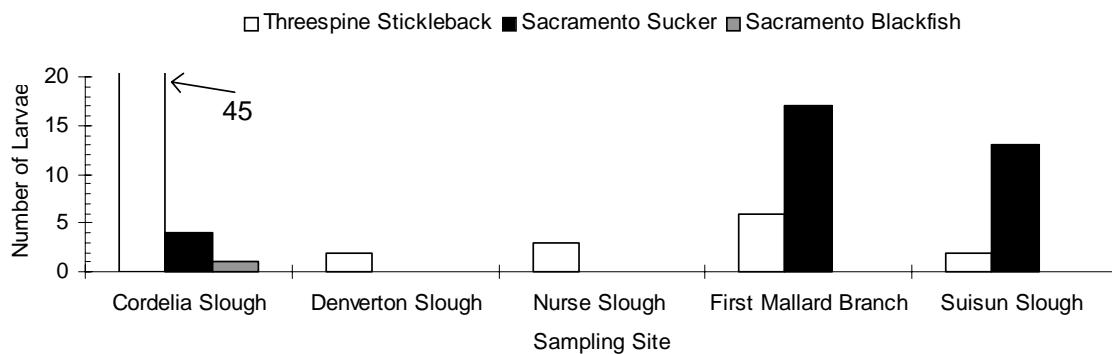 Threespine Stickleback Sacramento Sucker Sacramento Blackfish
Number of Larvae
20
15
10
5
0
45
Cordelia Slough Denverton Slough Nurse Slough First Mallard Branch Suisun Slough
Sampling Site